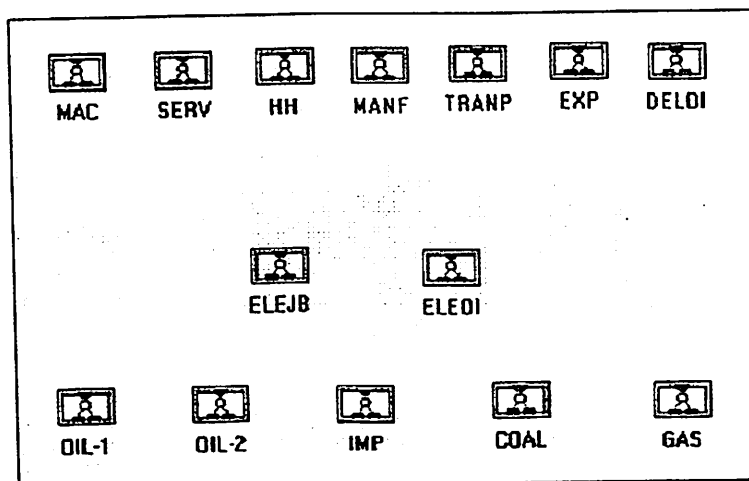 MAC SERV HH MANF TRANP EXP DELOI
ELEJB ELEOI
OIL-1 OIL-2 IMP COAL GAS